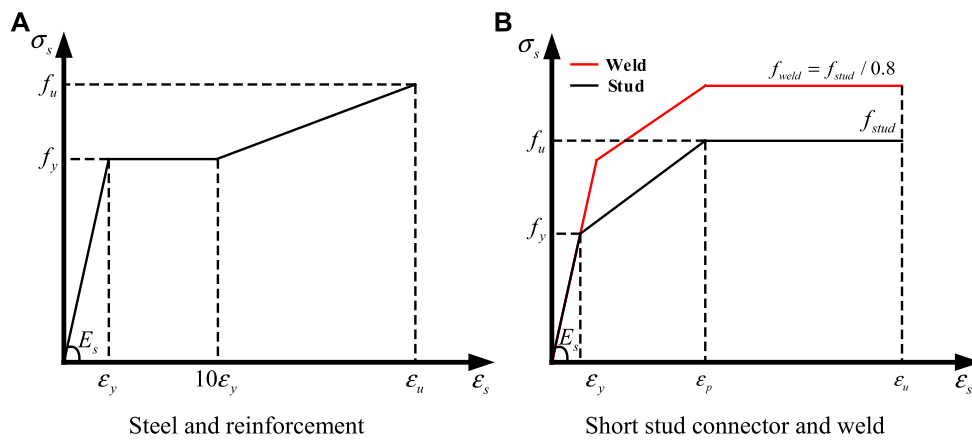 A
σs
fu
fy
Es
εy
10εy
εu
εs
Steel and reinforcement
B
σs
Weld
Stud
fweld = fstud / 0.8
fu
fstud
fy
Es
εy
εp
εu
εs
Short stud connector and weld